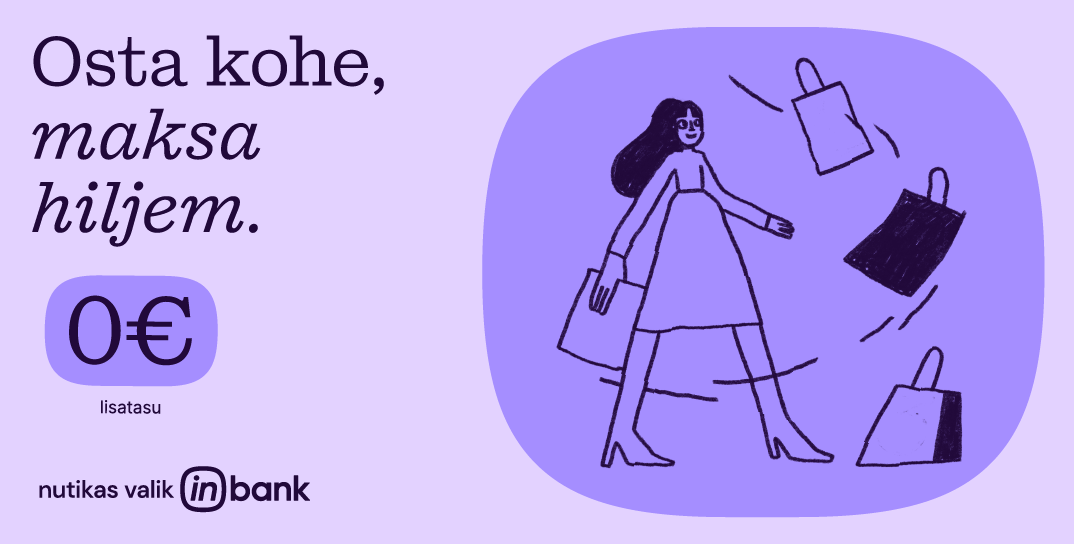 Osta kohe,
maksa
hiljem.
0€
lisatasu
nutikas valik inbank